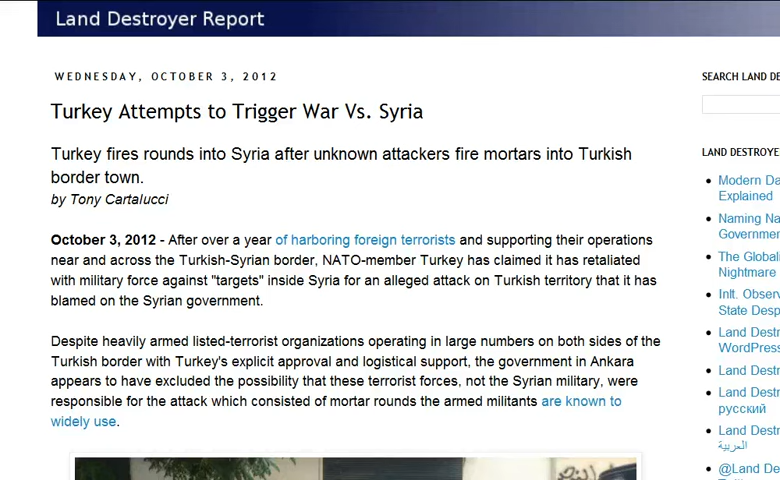 Land Destroyer Report
WEDNESDAY, OCTOBER 3, 2012
Turkey Attempts to Trigger War Vs. Syria
Turkey fires rounds into Syria after unknown attackers fire mortars into Turkish
border town.
by Tony Cartalucci
October 3, 2012 - After over a year of harboring foreign terrorists and supporting their operations
near and across the Turkish-Syrian border, NATO-member Turkey has claimed it has retaliated
with military force against "targets" inside Syria for an alleged attack on Turkish territory that it has
blamed on the Syrian government.
Despite heavily armed listed-terrorist organizations operating in large numbers on both sides of the
Turkish border with Turkey's explicit approval and logistical support, the government in Ankara
appears to have excluded the possibility that these terrorist forces, not the Syrian military, were
responsible for the attack which consisted of mortar rounds the armed militants are known to
widely use.
SEARCH LAND DE
LAND DESTROYE
Modern Da
Explained
Naming Na
Governmen
The Globali
Nightmare
Intl. Observ
State Desp
Land Destr
WordPress
Land Destr
Land Destr
русский
Land Destr
العربية
@Land De